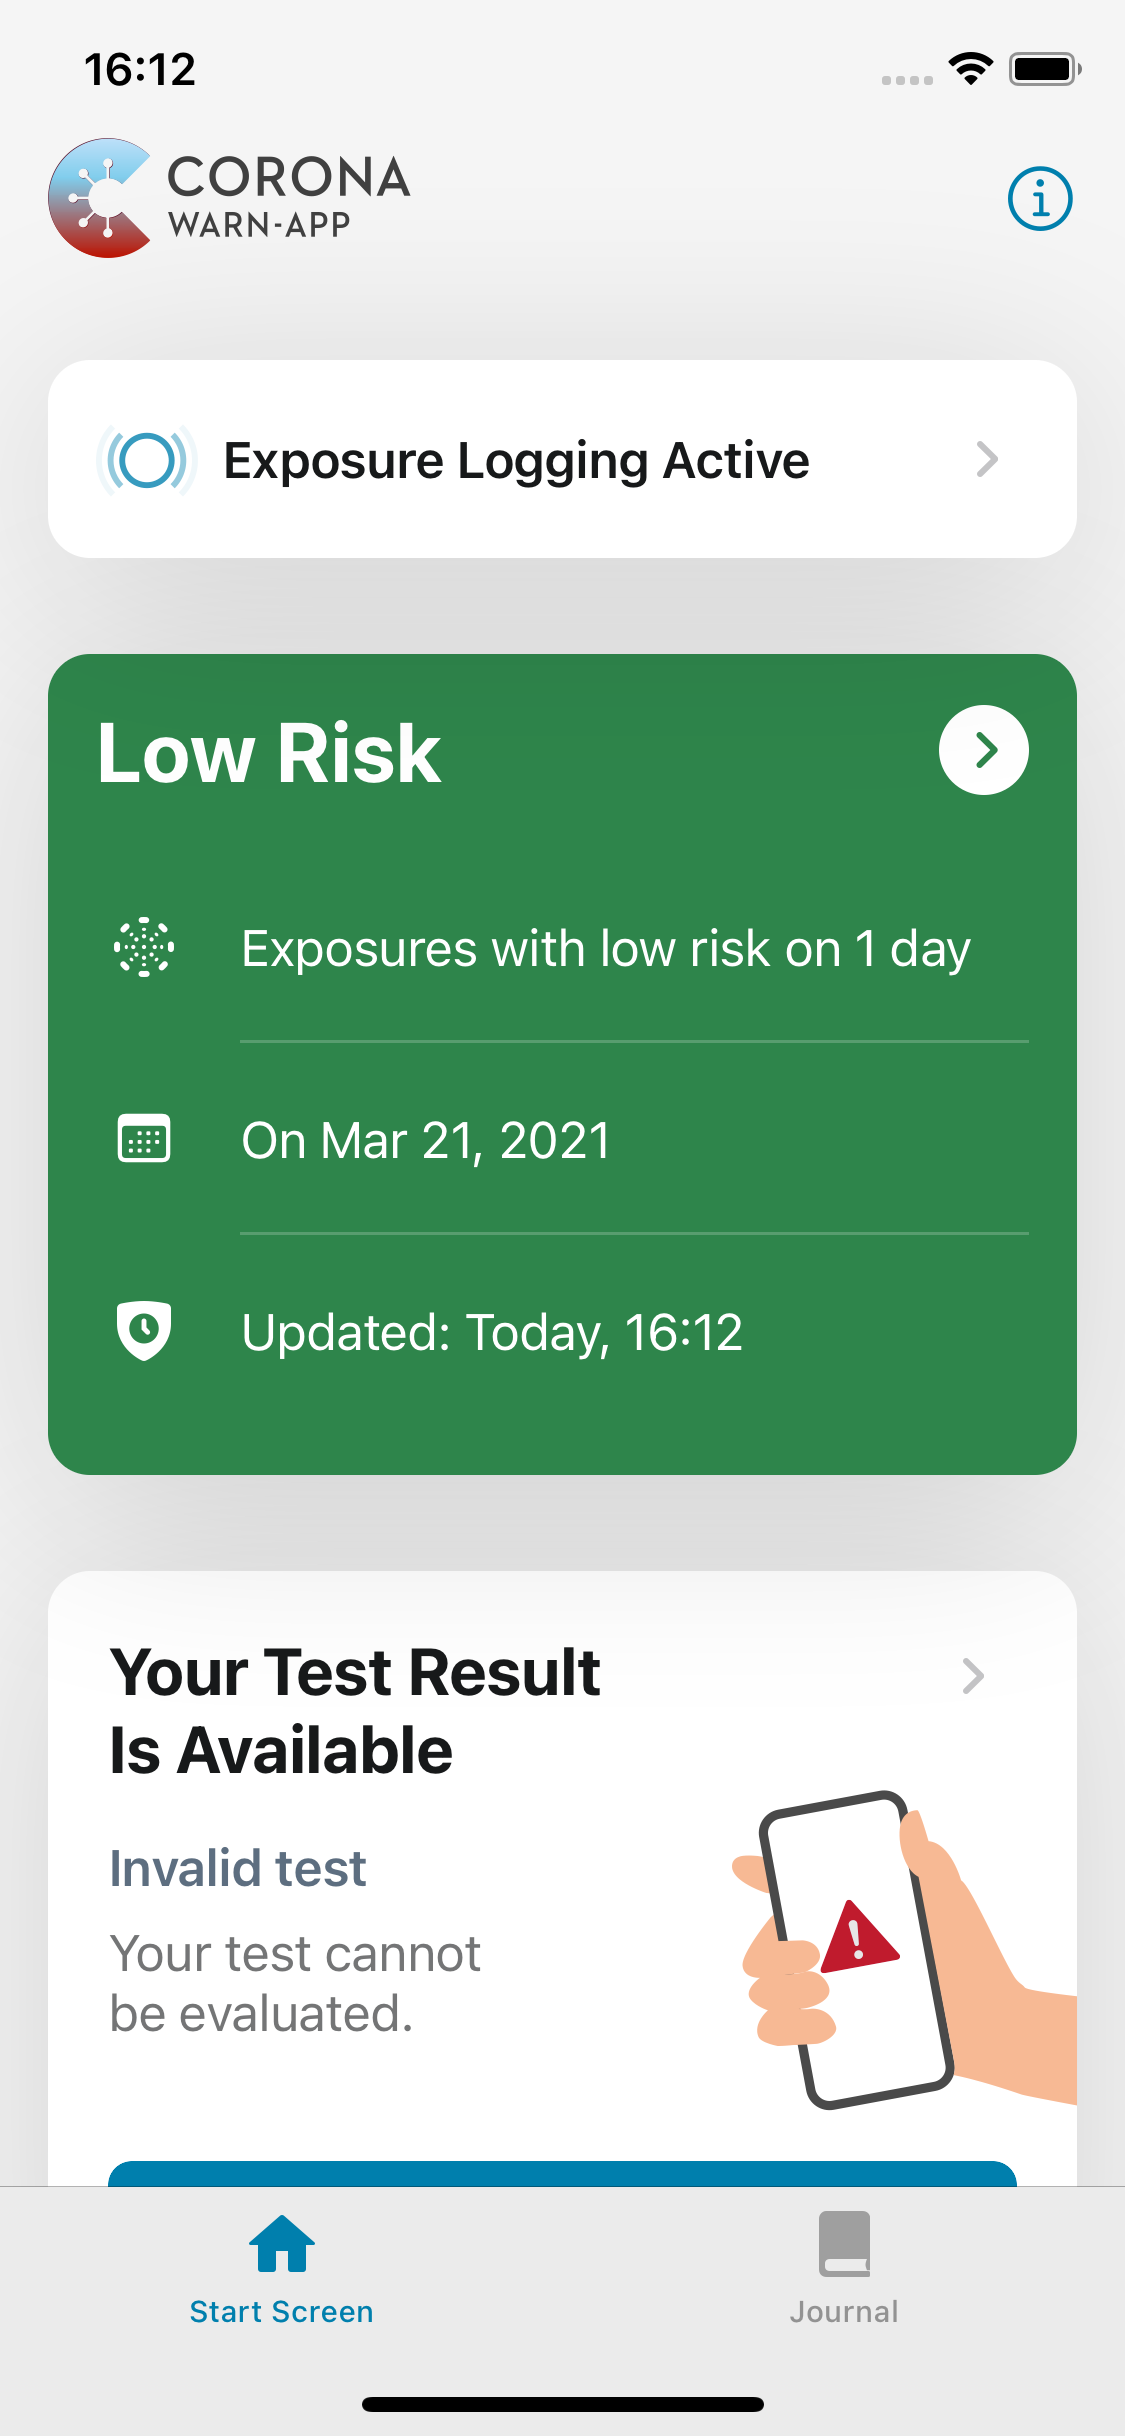 16:12
CORONA
WARN-APP
Exposure Logging Active
Low Risk
Exposures with low risk on 1 day
On Mar 21, 2021
Updated: Today, 16:12
Your Test Result
Is Available
Invalid test
Your test cannot
be evaluated.
Start Screen
Journal